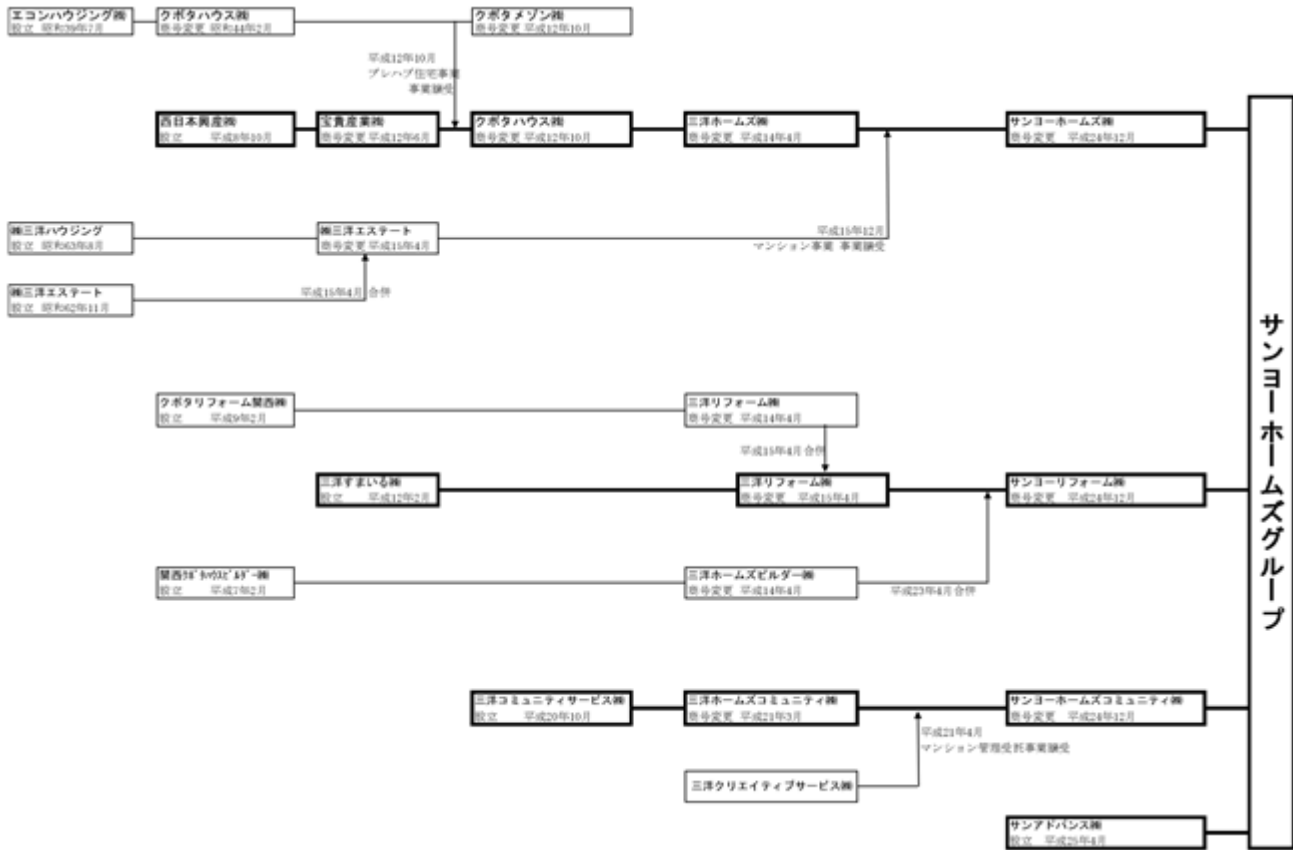 エコンハウジング㈱
設立 昭和39年7月
クボタハウス㈱
商号変更 昭和44年2月
クボタメゾン㈱
商号変更 平成12年10月
平成12年10月
プレハブ住宅事業
事業譲受
西日本興産㈱
設立 平成8年10月
宝貴産業㈱
商号変更 平成12年6月
クボタハウス㈱
商号変更 平成12年10月
三洋ホームズ㈱
商号変更 平成14年4月
サンヨーホームズ㈱
商号変更 平成24年12月
㈱三洋ハウジング
設立 昭和63年8月
㈱三洋エステート
商号変更 平成15年4月
平成15年12月
マンション事業 事業譲受
㈱三洋エステート
設立 昭和62年11月
平成15年4月 合併
クボタリフォーム関西㈱
設立 平成9年2月
三洋リフォーム㈱
商号変更 平成14年4月
平成15年4月 合併
三洋すまいる㈱
設立 平成12年2月
三洋リフォーム㈱
商号変更 平成15年4月
サンヨーリフォーム㈱
商号変更 平成24年12月
関西ｸﾎﾞﾀﾊｳｽﾋﾞﾙﾀﾞｰ㈱
設立 平成7年2月
三洋ホームズビルダー㈱
商号変更 平成14年4月
平成23年4月合併
三洋コミュニティサービス㈱
設立 平成20年10月
三洋ホームズコミュニティ㈱
商号変更 平成21年3月
サンヨーホームズコミュニティ㈱
商号変更 平成24年12月
平成21年4月
マンション管理受託事業譲受
三洋クリエイティブサービス㈱
サンアドバンス㈱
設立 平成25年4月
サンヨーホームズグループ